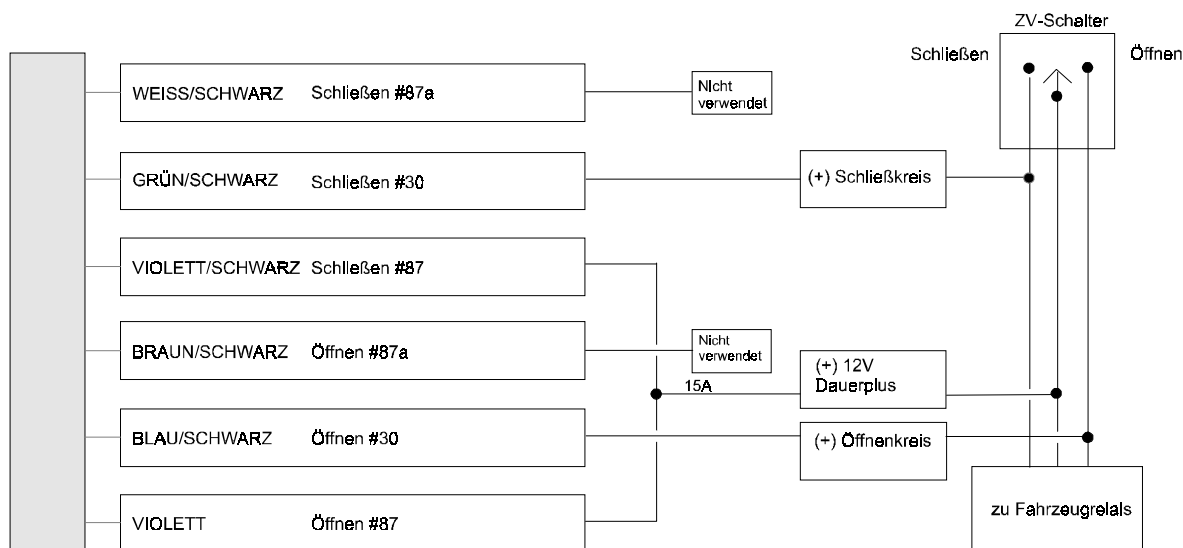 ZV-Schalter
Schließen
Öffnen
WEISS/SCHWARZ Schließen #87a
Nicht
verwendet
GRÜN/SCHWARZ Schließen #30
(+) Schließkreis
VIOLETT/SCHWARZ Schließen #87
BRAUN/SCHWARZ Öffnen #87a
Nicht
verwendet
15A
(+) 12V
Dauerplus
BLAU/SCHWARZ Öffnen #30
(+) Öffnenkreis
VIOLETT Öffnen #87
zu Fahrzeugrelals